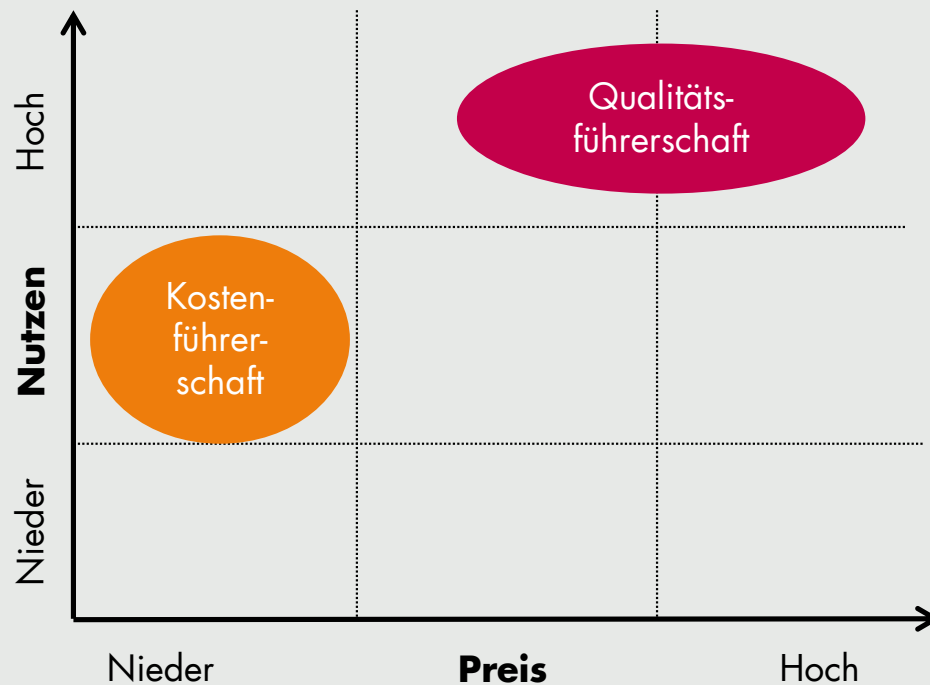 Hoch
Qualitäts-
führerschaft
Nutzen
Kosten-
führer-
schaft
Nieder
Nieder
Preis
Hoch